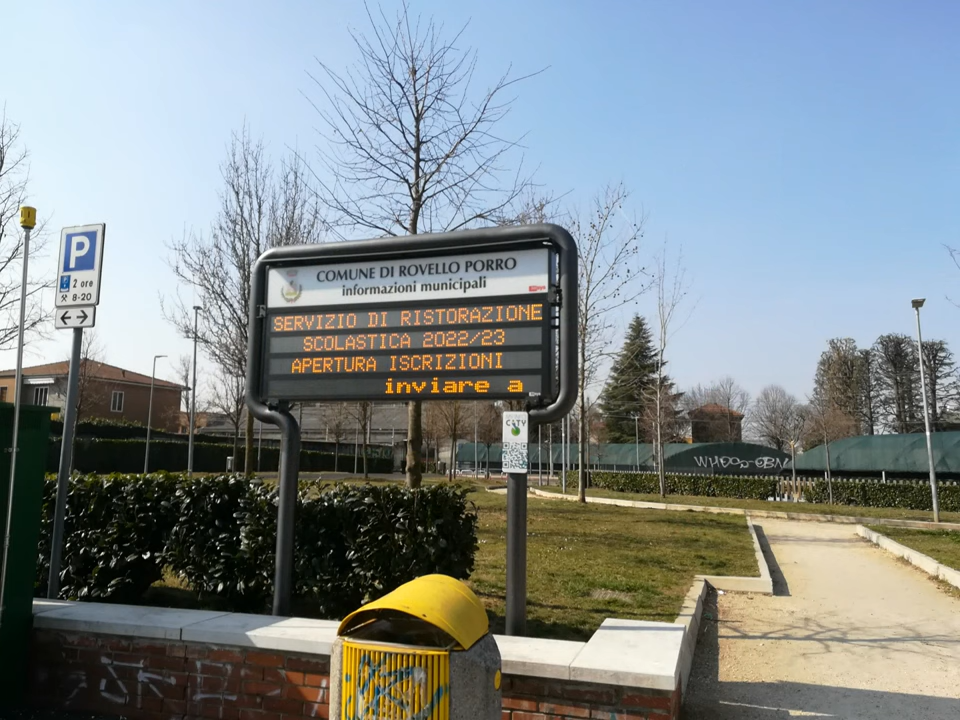 P
2 ore
8-20
COMUNE DI ROVELLO PORRO
informazioni municipali
SERVIZIO DI RISTORAZIONE
SCOLASTICA 2022/23
APERTURA ISCRIZIONI
inviare a
CITY